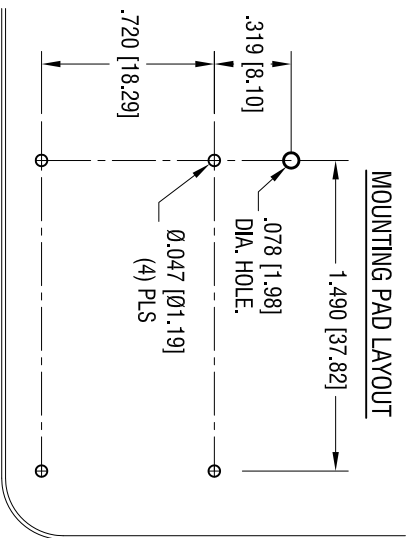 MOUNTING PAD LAYOUT
1.490 [37.82]
.078 [1.98]
DIA. HOLE.
.319 [8.10]
Ø.047 [Ø1.19]
(4) PLS
.720 [18.29]